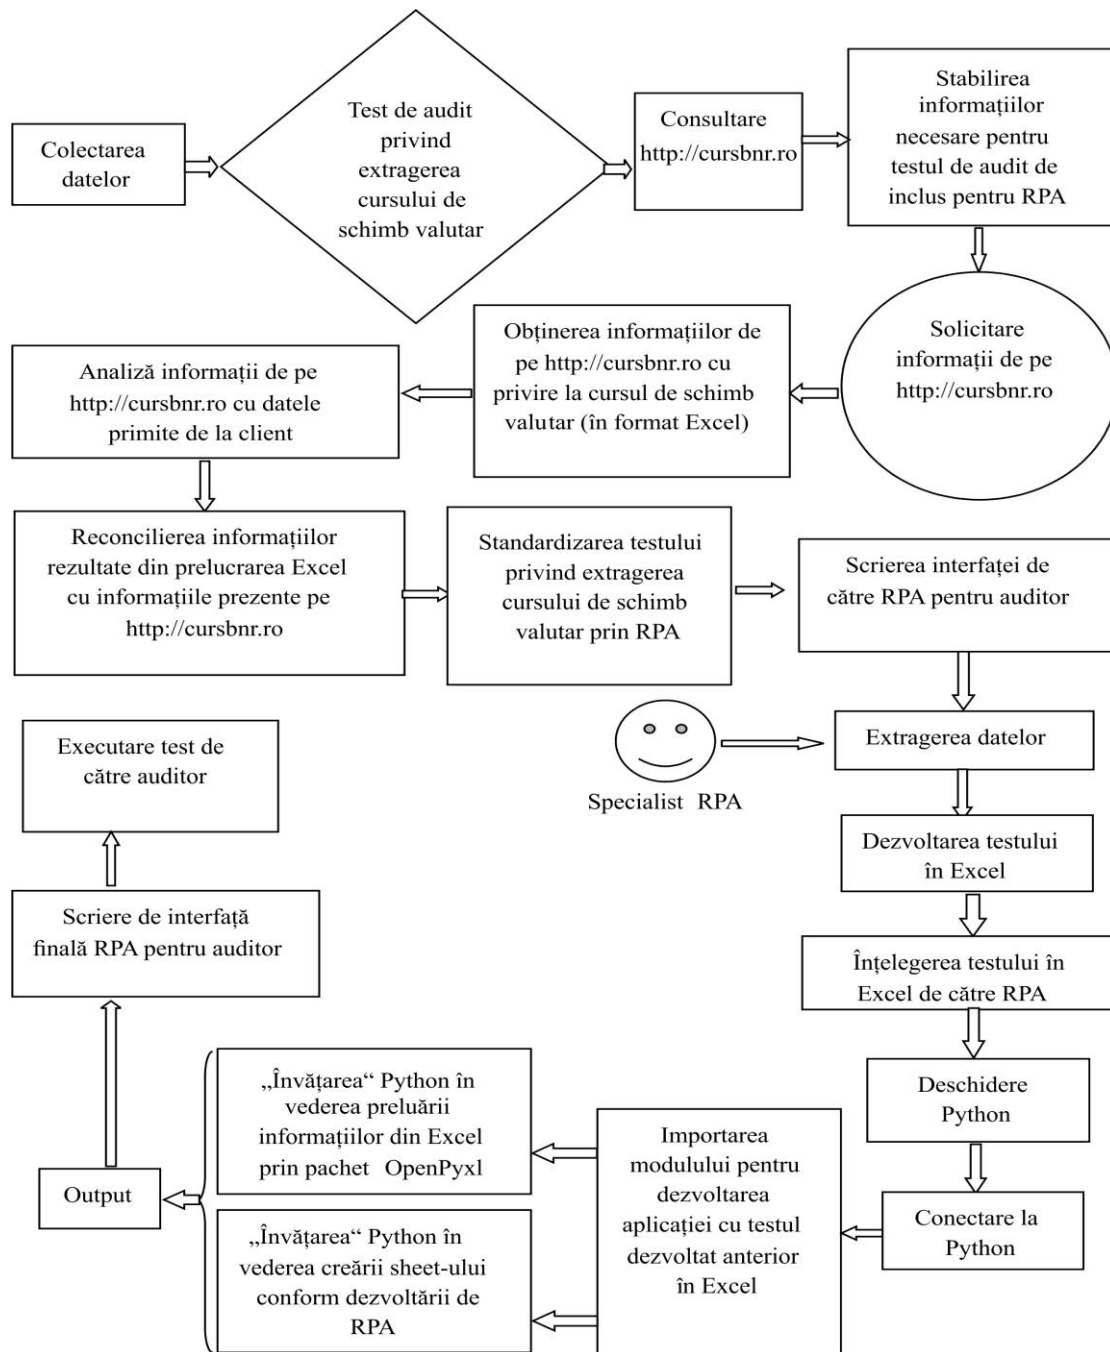 Colectarea
datelor
Test de audit
privind
extragerea
cursului de
schimb valutar
Consultare
http://cursbnr.ro
Stabilirea
informațiilor
necesare pentru
testul de audit de
inclus pentru RPA
Solicitare
informații de pe
http://cursbnr.ro
Obținerea informațiilor de
pe http://cursbnr.ro cu
privire la cursul de schimb
valutar (în format Excel)
Analiză informații de pe
http://cursbnr.ro cu datele
primite de la client
Reconcilierea informațiilor
rezultate din prelucrarea Excel
cu informațiile prezente pe
http://cursbnr.ro
Standardizarea testului
privind extragerea
cursului de schimb
valutar prin RPA
Scrierea interfaței de
către RPA pentru auditor
Specialist RPA
Extragerea datelor
Dezvoltarea testului
în Excel
Înțelegerea testului în
Excel de către RPA
Deschidere
Python
Conectare la
Python
Importarea
modulului pentru
dezvoltarea
aplicației cu testul
dezvoltat anterior
în Excel
„Învățarea“ Python în
vederea preluării
informațiilor din Excel
prin pachet OpenPyxl
„Învățarea“ Python în
vederea creării sheet-ului
conform dezvoltării de
RPA
Output
Scriere de interfață
finală RPA pentru auditor
Executare test de
către auditor